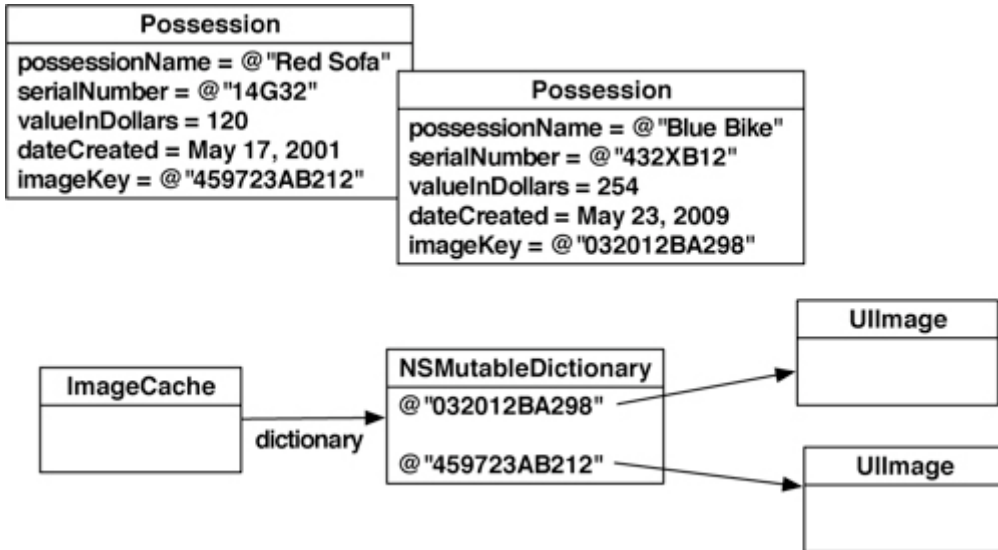 Possession
possessionName = @"Red Sofa"
serialNumber = @"14G32"
valueInDollars = 120
dateCreated = May 17, 2001
imageKey = @"459723AB212"
Possession
possessionName = @"Blue Bike"
serialNumber = @"432XB12"
valueInDollars = 254
dateCreated = May 23, 2009
imageKey = @"032012BA298"
ImageCache
dictionary
NSMutableDictionary
@"032012BA298"
@"459723AB212"
UIImage
UIImage